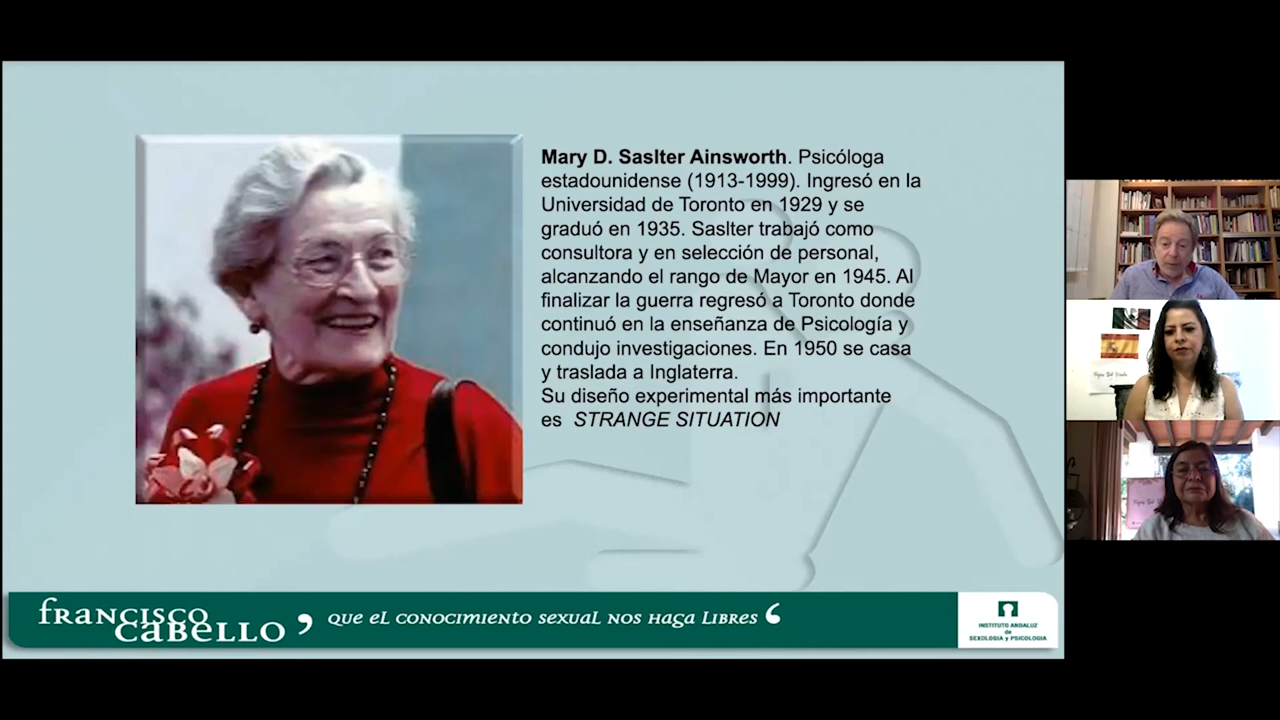 Mary D. Saslter Ainsworth. Psicóloga
estadounidense (1913-1999). Ingresó en la
Universidad de Toronto en 1929 y se
graduó en 1935. Saslter trabajó como
consultora y en selección de personal,
alcanzando el rango de Mayor en 1945. Al
finalizar la guerra regresó a Toronto donde
continuó en la enseñanza de Psicología y
condujo investigaciones. En 1950 se casa
y traslada a Inglaterra.
Su diseño experimental más importante
es STRANGE SITUATION
FRANCISCO
CABELLO
, QUE EL CONOCIMIENTO SEXUAL NOS HAGA LIBRES ‘
INSTITUTO ANDALUZ
de
SEXOLOGÍA y PSICOLOGÍA